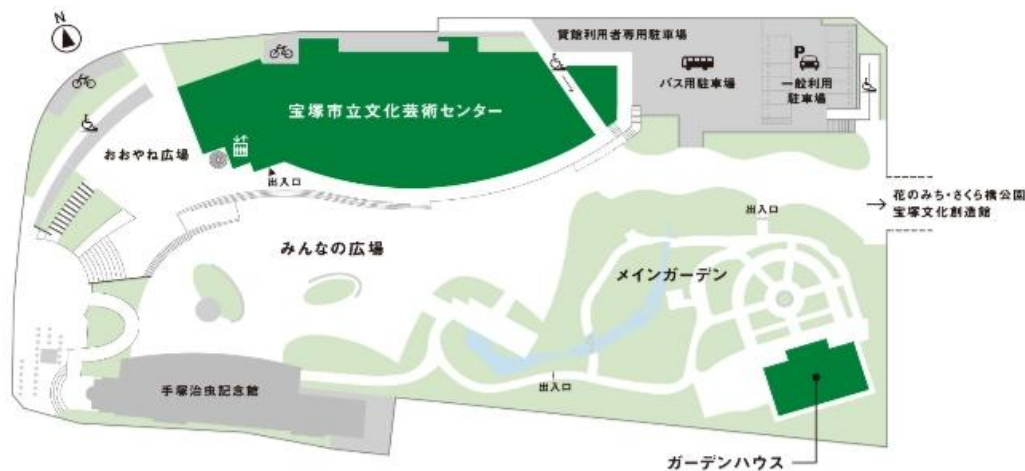 N
貸館利用者専用駐車場
P
バス用駐車場
一般利用
駐車場
宝塚市立文化芸術センター
おおやね広場
出入口
花のみち・さくら橋公園
宝塚文化創造館
出入口
みんなの広場
メインガーデン
手塚治虫記念館
出入口
ガーデンハウス